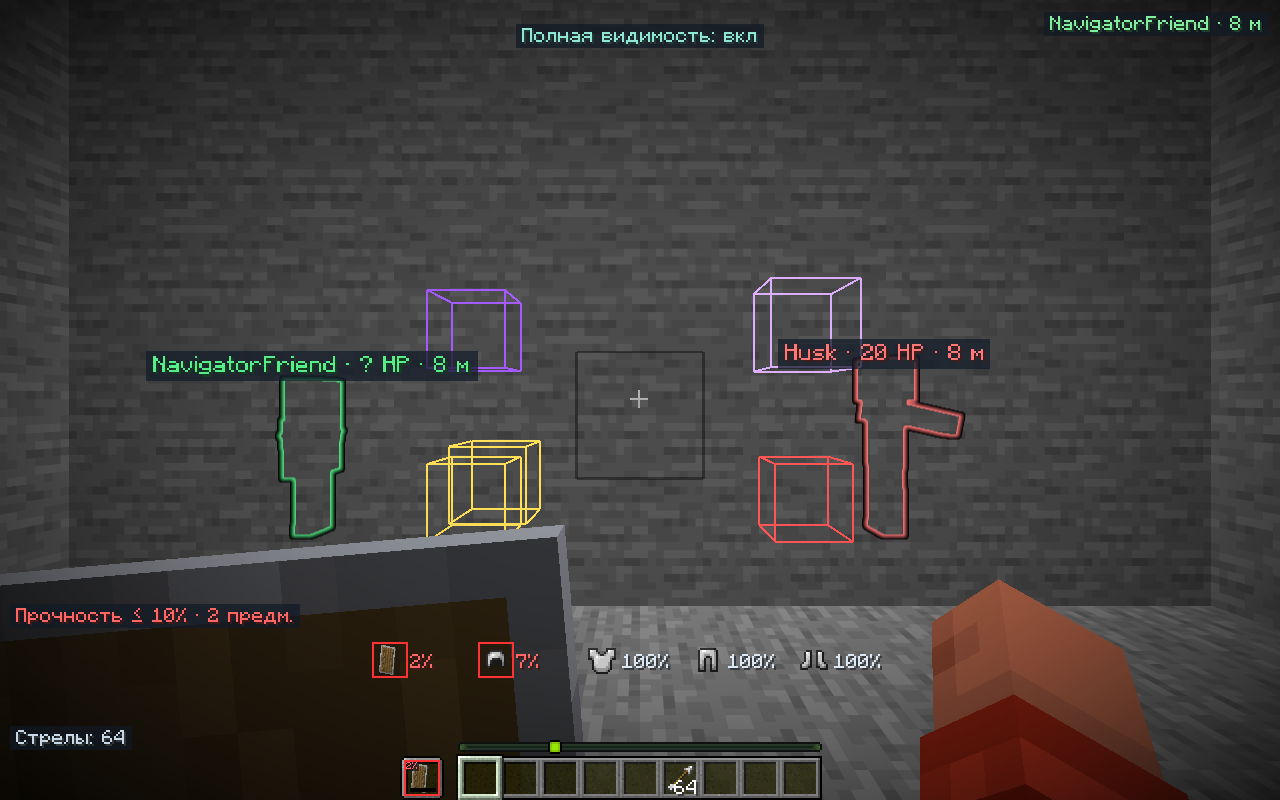 Полная видимость: вкл
NavigatorFriend · 8 м
NavigatorFriend · ? HP · 8 м
Husk · 20 HP · 8 м
Прочность ≤ 10% · 2 предм.
2%
7%
100%
100%
100%
Стрелы: 64
64